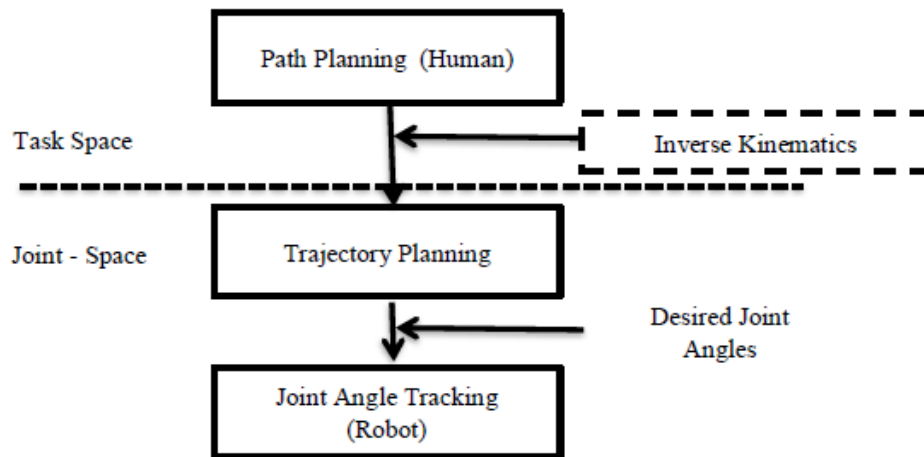 Path Planning (Human)
Task Space
Inverse Kinematics
Joint - Space
Trajectory Planning
Desired Joint
Angles
Joint Angle Tracking
(Robot)